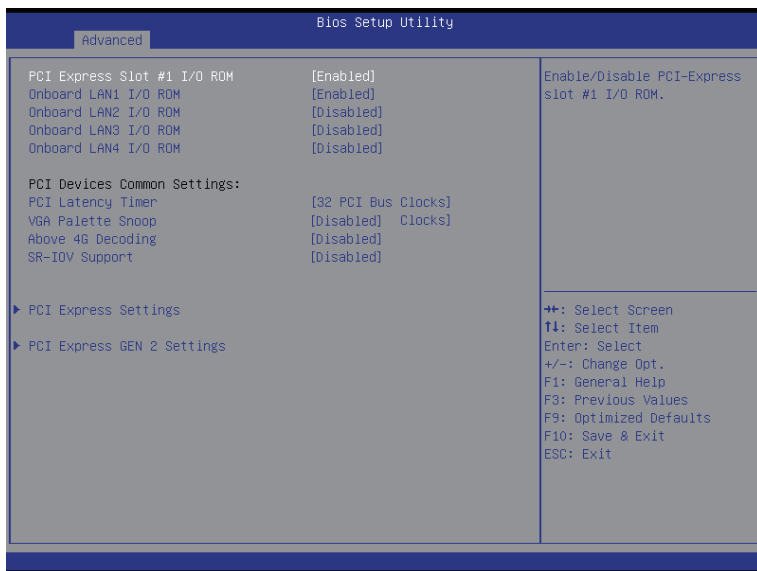 Bios Setup Utility
Advanced
PCI Express Slot #1 I/O ROM [Enabled]
Onboard LAN1 I/O ROM [Enabled]
Onboard LAN2 I/O ROM [Disabled]
Onboard LAN3 I/O ROM [Disabled]
Onboard LAN4 I/O ROM [Disabled]
PCI Devices Common Settings:
PCI Latency Timer [32 PCI Bus Clocks]
VGA Palette Snoop [Disabled] Clocks]
Above 4G Decoding [Disabled]
SR-IOV Support [Disabled]
PCI Express Settings
PCI Express GEN 2 Settings
Enable/Disable PCI-Express
slot #1 I/O ROM.
→←: Select Screen
↑↓: Select Item
Enter: Select
+/-: Change Opt.
F1: General Help
F3: Previous Values
F9: Optimized Defaults
F10: Save & Exit
ESC: Exit